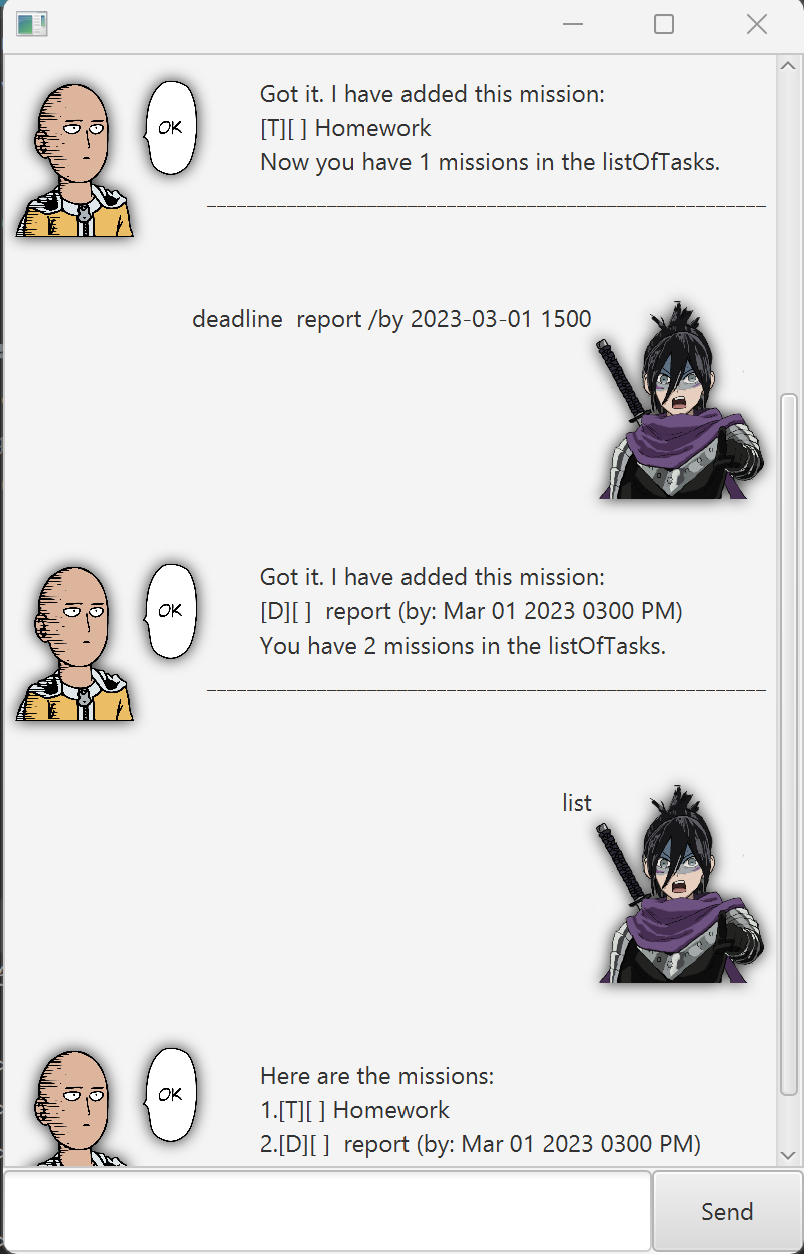 OK
Got it. I have added this mission:
[T][ ] Homework
Now you have 1 missions in the listOfTasks.
____________________________________________________________
deadline  report /by 2023-03-01 1500
OK
Got it. I have added this mission:
[D][ ]  report (by: Mar 01 2023 0300 PM)
You have 2 missions in the listOfTasks.
____________________________________________________________
list
OK
Here are the missions:
1.[T][ ] Homework
2.[D][ ]  report (by: Mar 01 2023 0300 PM)
Send